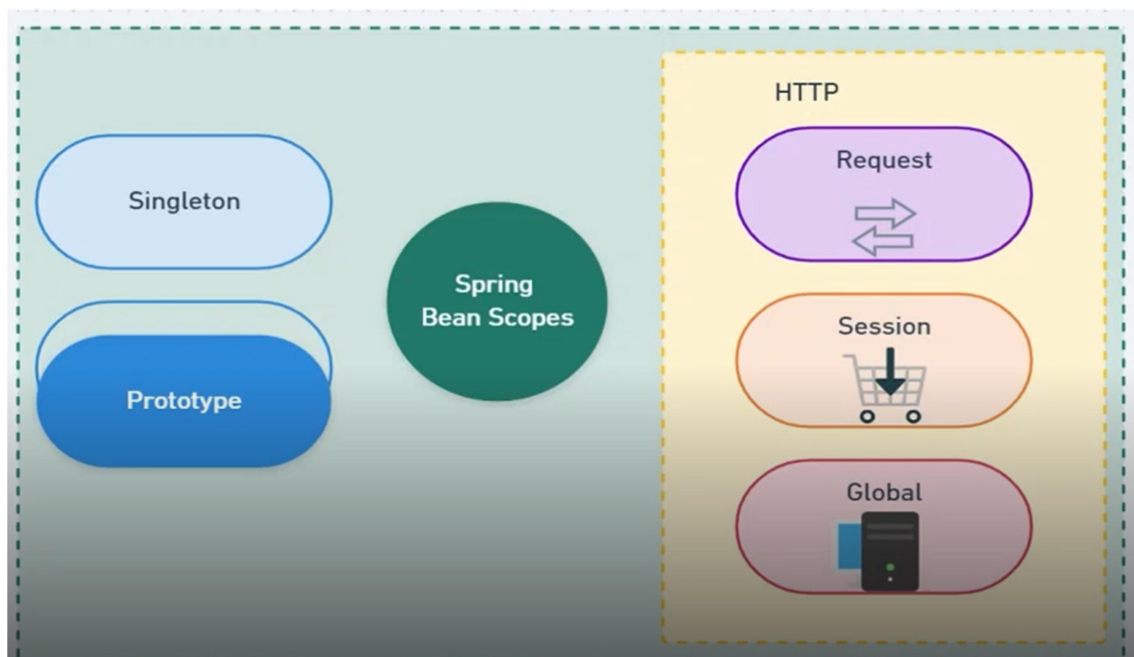 Singleton
Prototype
Spring
Bean Scopes
HTTP
Request
Session
Global